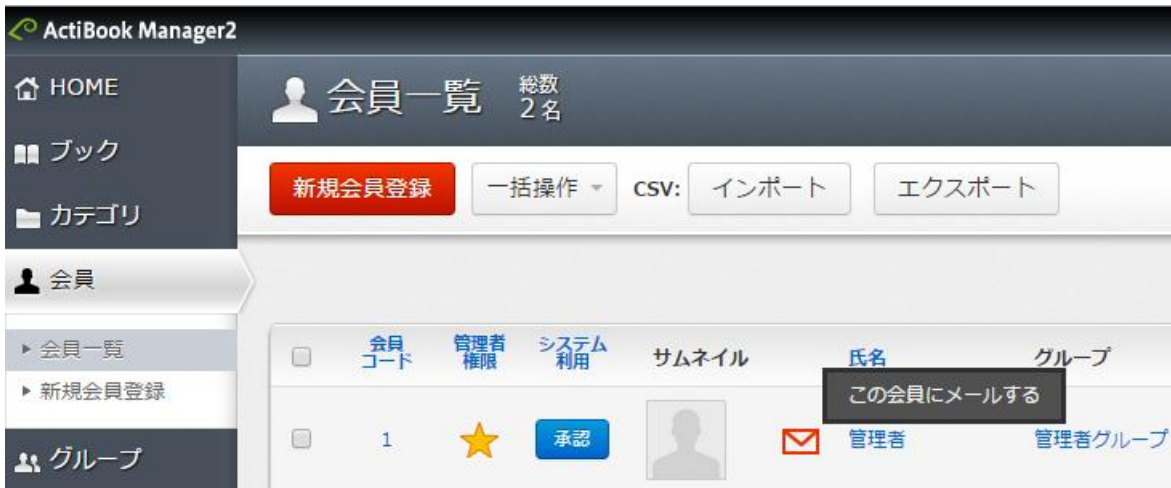 ActiBook Manager2
HOME
ブック
カテゴリ
会員
会員一覧
新規会員登録
グループ
会員一覧
総数
2名
新規会員登録
一括操作
CSV:
インポート
エクスポート
会員
コード
管理者
権限
システム
利用
サムネイル
氏名
グループ
この会員にメールする
1
承認
管理者
管理者グループ